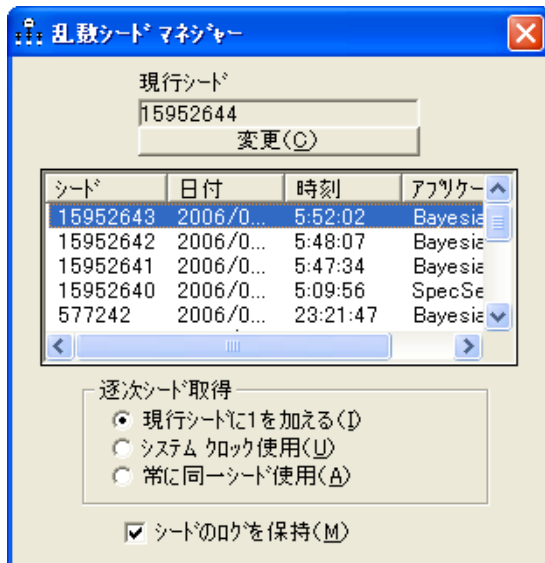 乱数シード マネジャー
現行シード
15952644
変更(C)
シード 日付 時刻 アプリケー
15952643 2006/0... 5:52:02 Bayesia
15952642 2006/0... 5:48:07 Bayesia
15952641 2006/0... 5:47:34 Bayesia
15952640 2006/0... 5:09:56 SpecSe
577242 2006/0... 23:21:47 Bayesia
逐次シード取得
現行シードに1を加える(I)
システム クロック使用(U)
常に同一シード使用(A)
シードのログを保持(M)